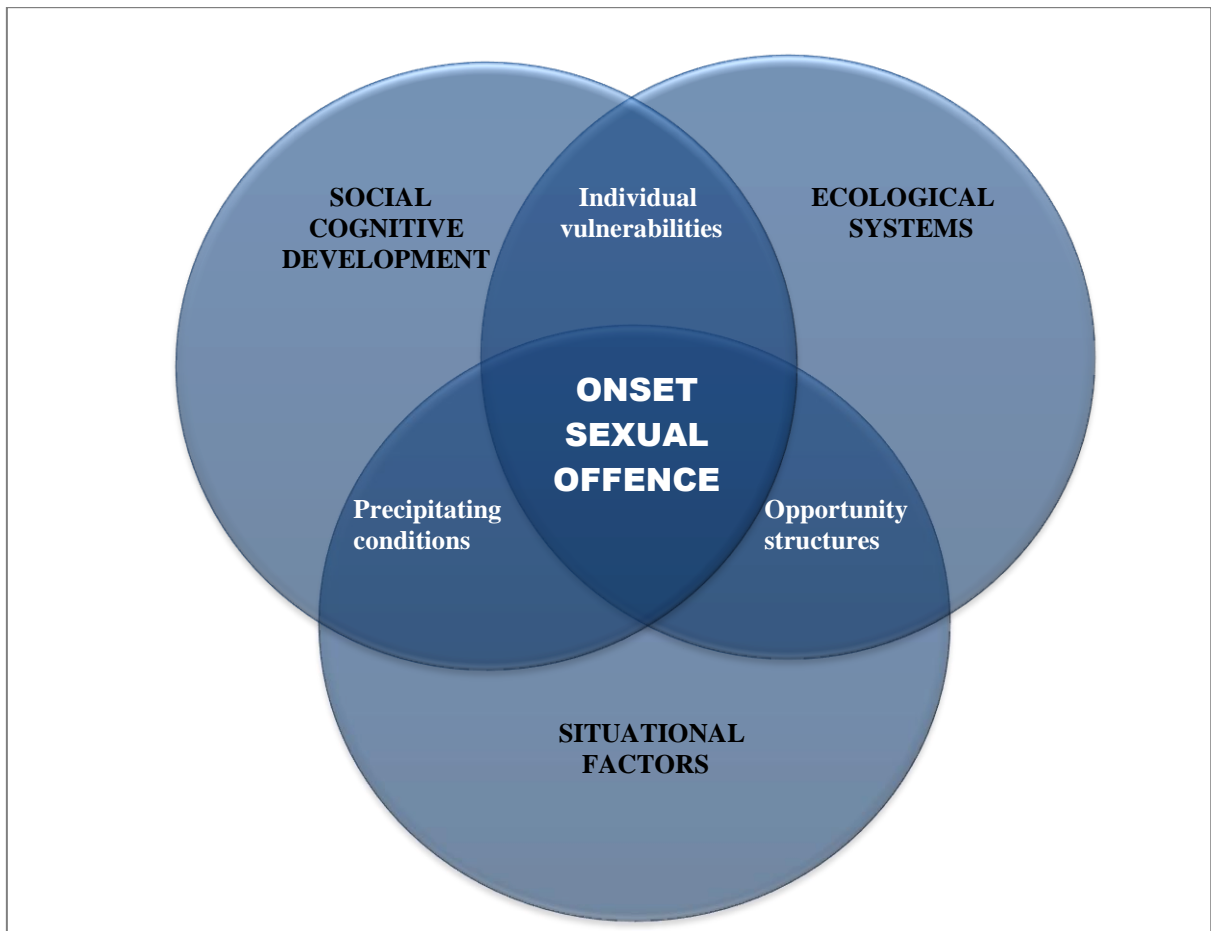 SOCIAL
COGNITIVE
DEVELOPMENT
Individual
vulnerabilities
ECOLOGICAL
SYSTEMS
ONSET
SEXUAL
OFFENCE
Precipitating
conditions
Opportunity
structures
SITUATIONAL
FACTORS